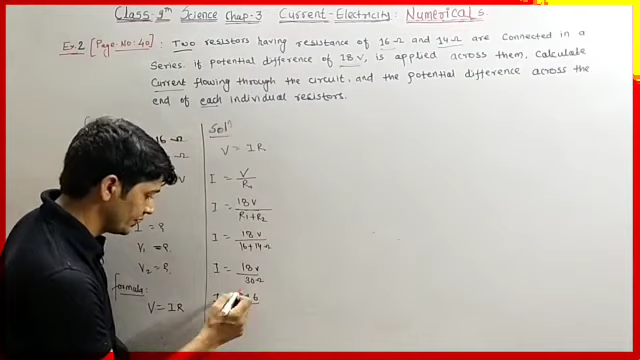 Class-9th Science Chap-3 Current-Electricity: Numericals.
Ex.2 [Page-No:40] : Two resistors having resistance of 16-Ω and 14-Ω are Connected in a
Series. If potential difference of 18 V, is applied across them, Calculate
Current flowing through the circuit, and the potential difference across the
end of each individual resistors.
16-Ω
I = ?
V₁ = ?
V₂ = ?
formula:
V = IR
Solⁿ
V = IR
I = V/Rs
I = 18V/R₁+R₂
I = 18V/16+14-Ω
I = 18V/30-Ω